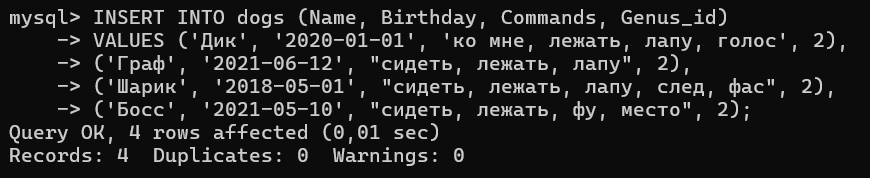 mysql> INSERT INTO dogs (Name, Birthday, Commands, Genus_id)
    -> VALUES ('Дик', '2020-01-01', 'ко мне, лежать, лапу, голос', 2),
    -> ('Граф', '2021-06-12', "сидеть, лежать, лапу", 2),
    -> ('Шарик', '2018-05-01', "сидеть, лежать, лапу, след, фас", 2),
    -> ('Босс', '2021-05-10', "сидеть, лежать, фу, место", 2);
Query OK, 4 rows affected (0,01 sec)
Records: 4  Duplicates: 0  Warnings: 0